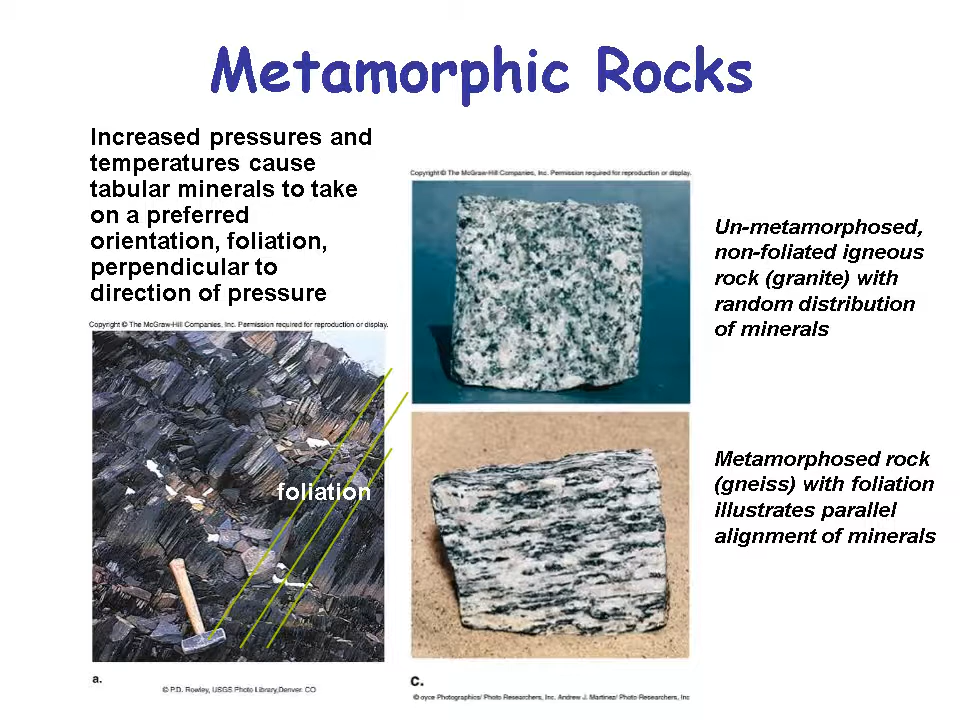 Metamorphic Rocks
Increased pressures and
temperatures cause
tabular minerals to take
on a preferred
orientation, foliation,
perpendicular to
direction of pressure
Copyright © The McGraw-Hill Companies, Inc. Permission required for reproduction or display.
foliation
a.
© P.D. Rowley, USGS Photo Library, Denver. CO
Copyright © The McGraw-Hill Companies, Inc. Permission required for reproduction or display.
Un-metamorphosed,
non-foliated igneous
rock (granite) with
random distribution
of minerals
Metamorphosed rock
(gneiss) with foliation
illustrates parallel
alignment of minerals
c.
© oyce Photographics/ Photo Researchers, Inc. Andrew J. Martinez/ Photo Researchers, Inc